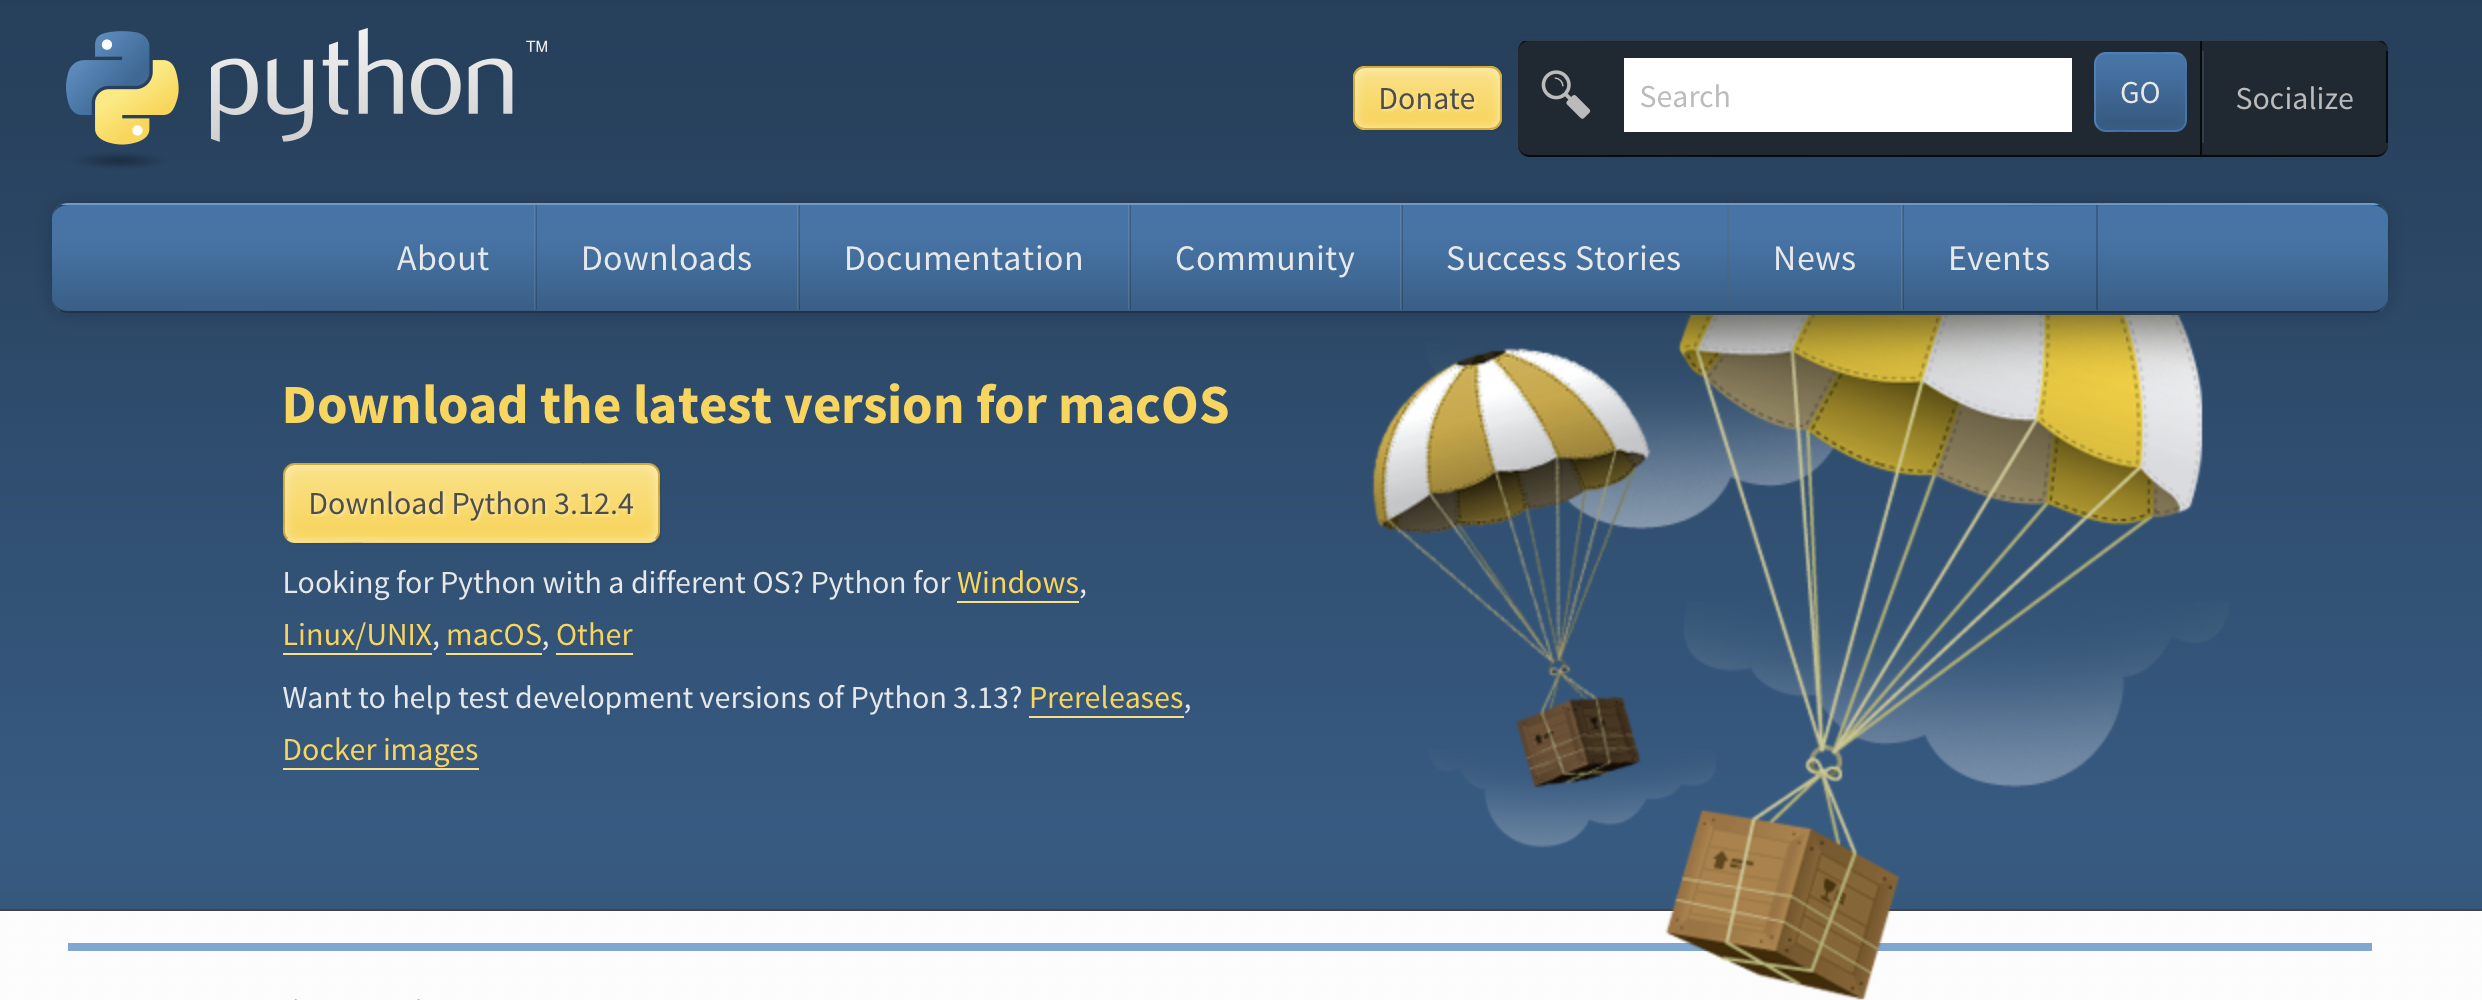 python™
Donate
Search
GO
Socialize
About
Downloads
Documentation
Community
Success Stories
News
Events
Download the latest version for macOS
Download Python 3.12.4
Looking for Python with a different OS? Python for Windows,
Linux/UNIX, macOS, Other
Want to help test development versions of Python 3.13? Prereleases,
Docker images